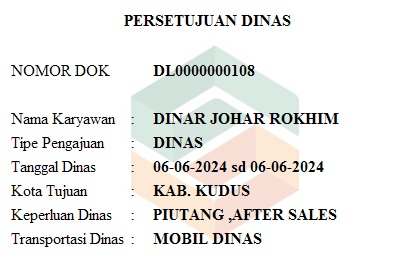 PERSETUJUAN DINAS
NOMOR DOK DL0000000108
Nama Karyawan : DINAR JOHAR ROKHIM
Tipe Pengajuan : DINAS
Tanggal Dinas : 06-06-2024 sd 06-06-2024
Kota Tujuan : KAB. KUDUS
Keperluan Dinas : PIUTANG ,AFTER SALES
Transportasi Dinas : MOBIL DINAS